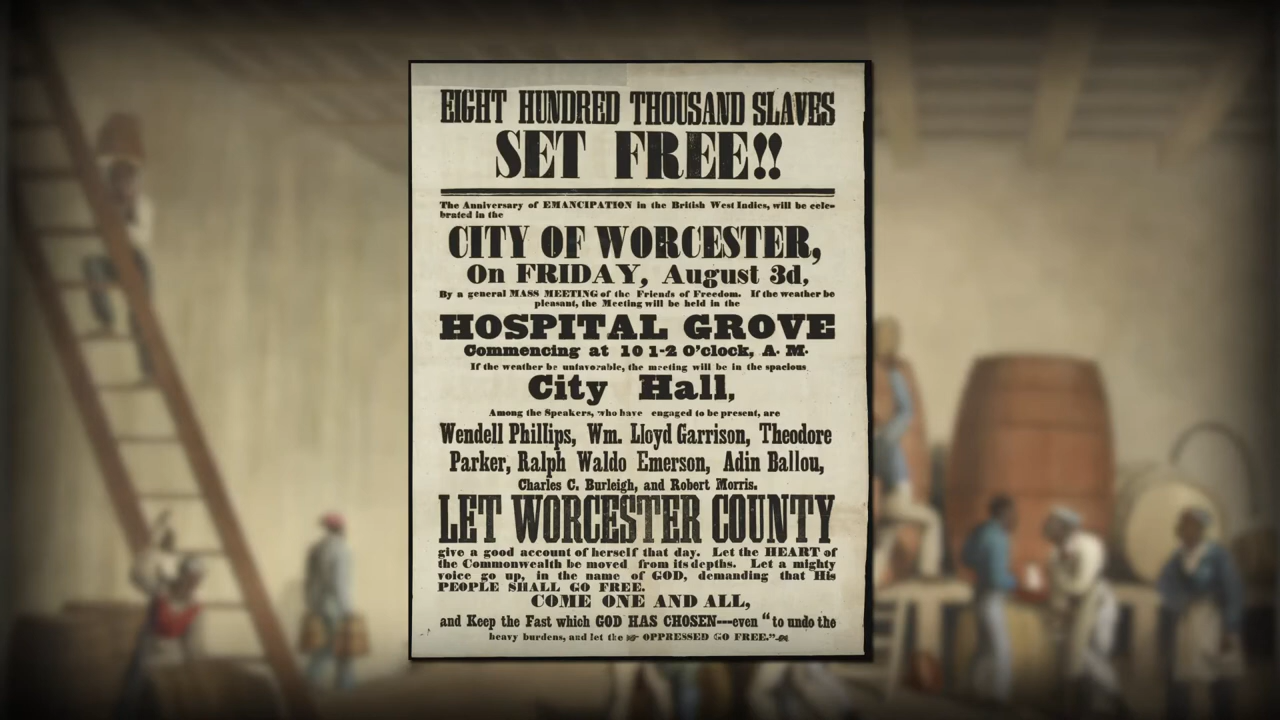 EIGHT HUNDRED THOUSAND SLAVES
SET FREE!!
The Anniversary of EMANCIPATION in the British West Indies, will be cele-
brated in the
CITY OF WORCESTER,
On FRIDAY, August 3d,
By a general MASS MEETING of the Friends of Freedom. If the weather be
pleasant, the Meeting will be held in the
HOSPITAL GROVE
Commencing at 10 1-2 O'clock, A. M.
If the weather be unfavorable, the meeting will be in the spacious
City Hall,
Among the Speakers, who have engaged to be present, are
Wendell Phillips, Wm. Lloyd Garrison, Theodore
Parker, Ralph Waldo Emerson, Adin Ballou,
Charles C. Burleigh, and Robert Morris.
LET WORCESTER COUNTY
give a good account of herself that day. Let the HEART of
the Commonwealth be moved from its depths. Let a mighty
voice go up, in the name of GOD, demanding that His
PEOPLE SHALL GO FREE.
COME ONE AND ALL,
and Keep the Fast which GOD HAS CHOSEN---even "to undo the
heavy burdens, and let the ☞ OPPRESSED GO FREE."☜